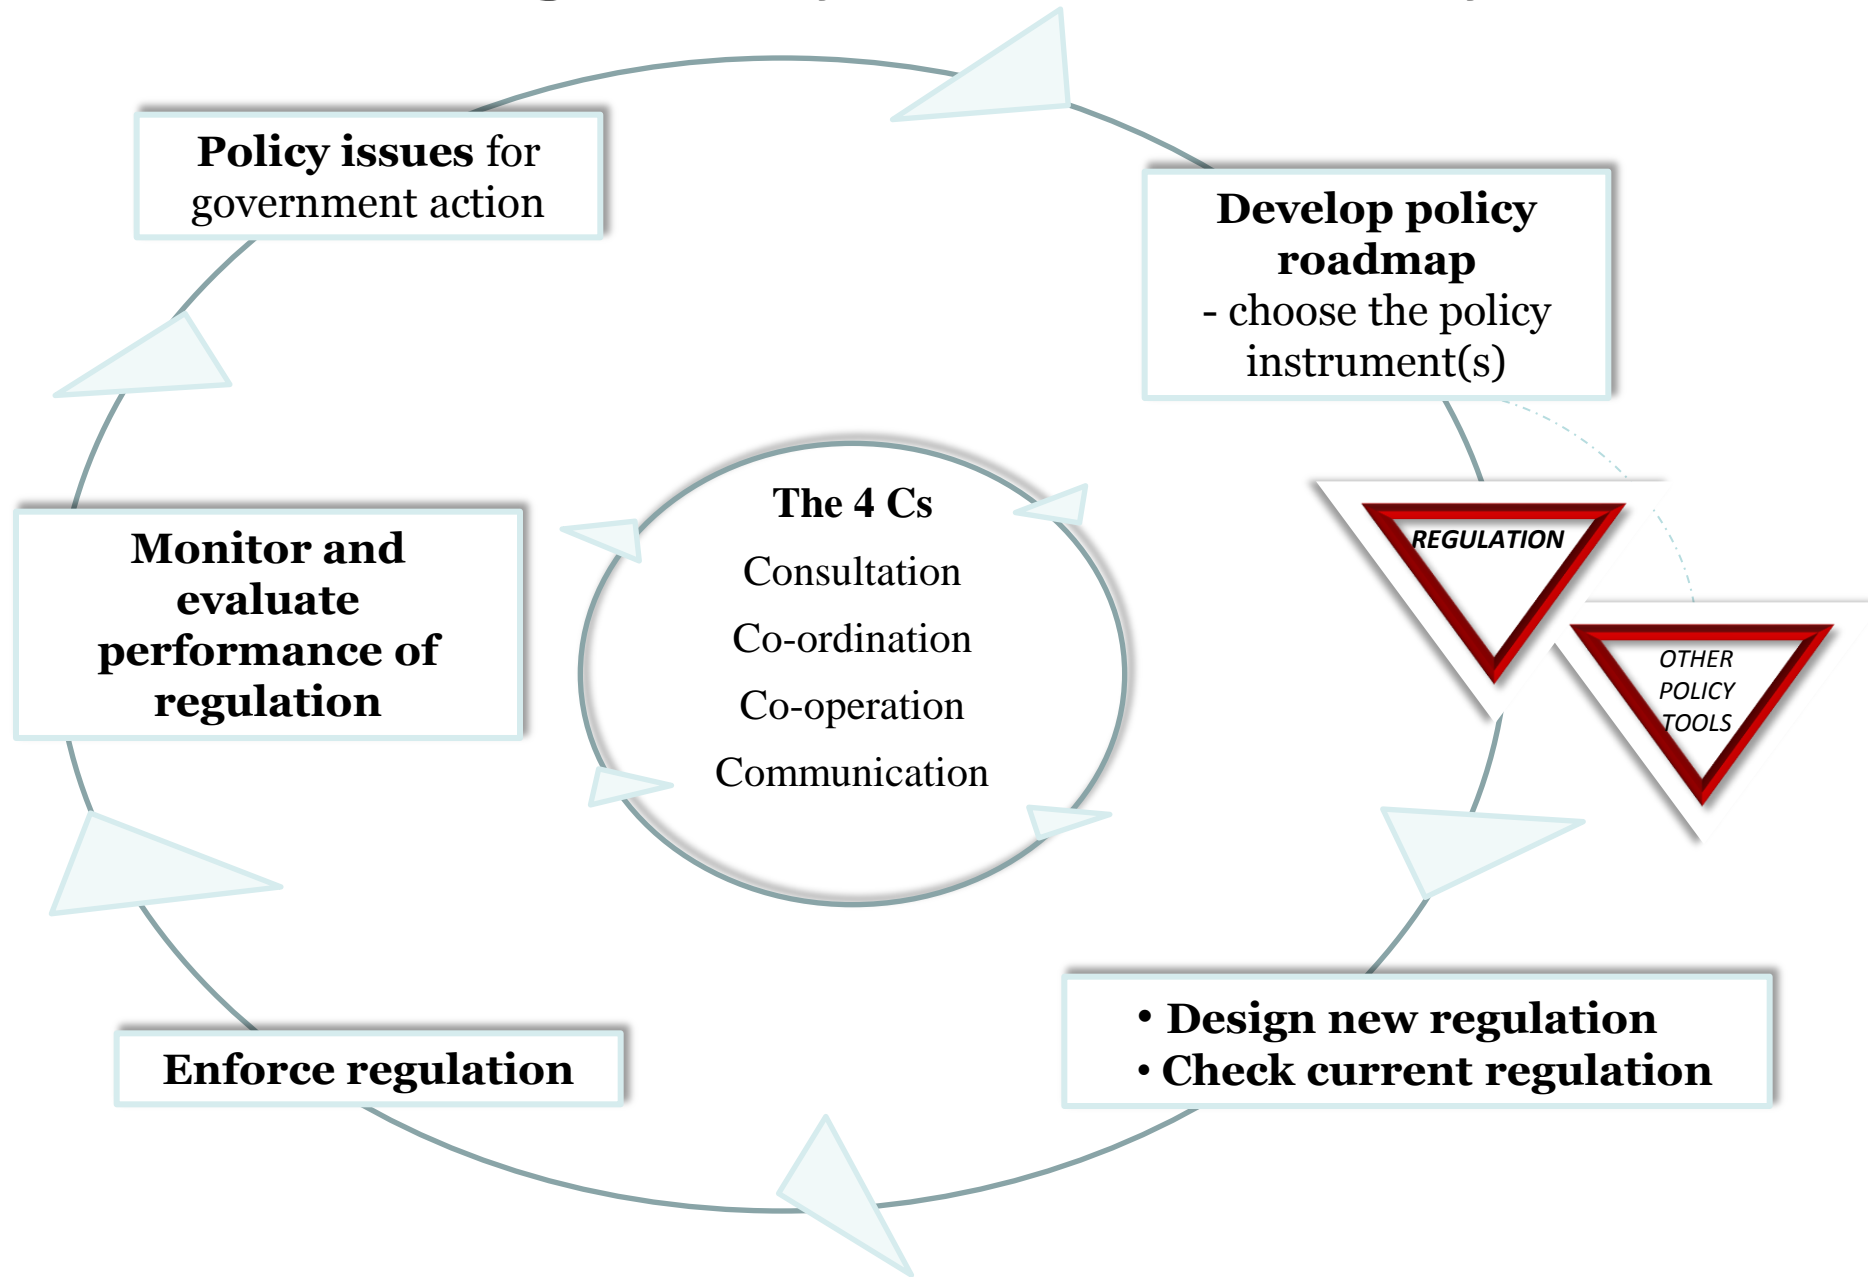 Policy issues for
government action
Develop policy
roadmap
- choose the policy
instrument(s)
REGULATION
OTHER
POLICY
TOOLS
The 4 Cs
Consultation
Co-ordination
Co-operation
Communication
Monitor and
evaluate
performance of
regulation
Enforce regulation
• Design new regulation
• Check current regulation